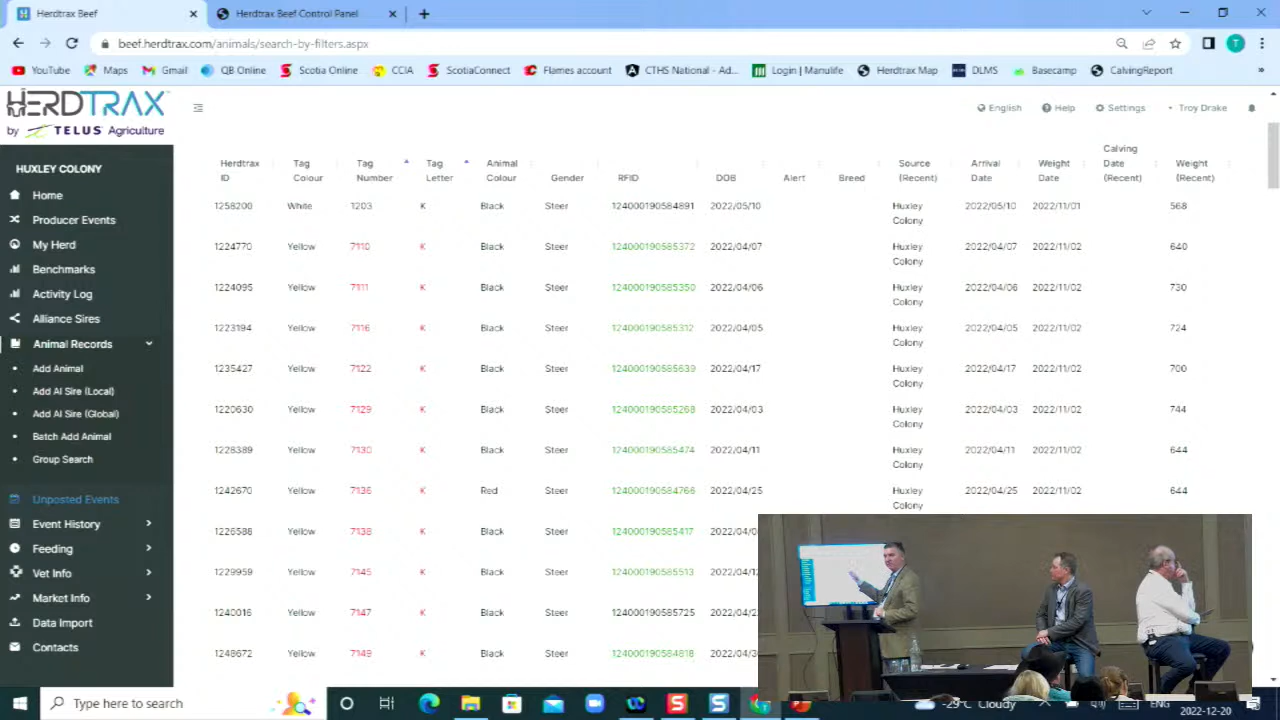 Herdtrax Beef
Herdtrax Beef Control Panel
beef.herdtrax.com/animals/search-by-filters.aspx
T
YouTube Maps Gmail QB Online Scotia Online CCIA ScotiaConnect Flames account CTHS National - Ad... Login | Manulife Herdtrax Map DLMS Basecamp CalvingReport
HERDTRAX
by TELUS Agriculture
English Help Settings Troy Drake
HUXLEY COLONY
Home
Producer Events
My Herd
Benchmarks
Activity Log
Alliance Sires
Animal Records
Add Animal
Add AI Sire (Local)
Add AI Sire (Global)
Batch Add Animal
Group Search
Unposted Events
Event History
Feeding
Vet Info
Market Info
Data Import
Contacts
Herdtrax ID Tag Colour Tag Number Tag Letter Animal Colour Gender RFID DOB Alert Breed Source (Recent) Arrival Date Weight Date Calving Date (Recent) Weight (Recent)
1258200 White 1203 K Black Steer 124000190584891 2022/05/10 Huxley Colony 2022/05/10 2022/11/01 568
1224770 Yellow 7110 K Black Steer 124000190585372 2022/04/07 Huxley Colony 2022/04/07 2022/11/02 640
1224095 Yellow 7111 K Black Steer 124000190585350 2022/04/06 Huxley Colony 2022/04/06 2022/11/02 730
1223194 Yellow 7116 K Black Steer 124000190585312 2022/04/05 Huxley Colony 2022/04/05 2022/11/02 724
1235427 Yellow 7122 K Black Steer 124000190585639 2022/04/17 Huxley Colony 2022/04/17 2022/11/02 700
1220630 Yellow 7129 K Black Steer 124000190585268 2022/04/03 Huxley Colony 2022/04/03 2022/11/02 744
1228389 Yellow 7130 K Black Steer 124000190585474 2022/04/11 Huxley Colony 2022/04/11 2022/11/02 644
1242670 Yellow 7136 K Red Steer 124000190584766 2022/04/25 Huxley Colony 2022/04/25 2022/11/02 644
1226588 Yellow 7138 K Black Steer 124000190585417 2022/04/0
1229959 Yellow 7145 K Black Steer 124000190585513 2022/04/1
1240016 Yellow 7147 K Black Steer 124000190585725 2022/04/2
1248672 Yellow 7149 K Black Steer 124000190584818 2022/04/3
Type here to search
-29°C Cloudy
ENG
2022-12-20